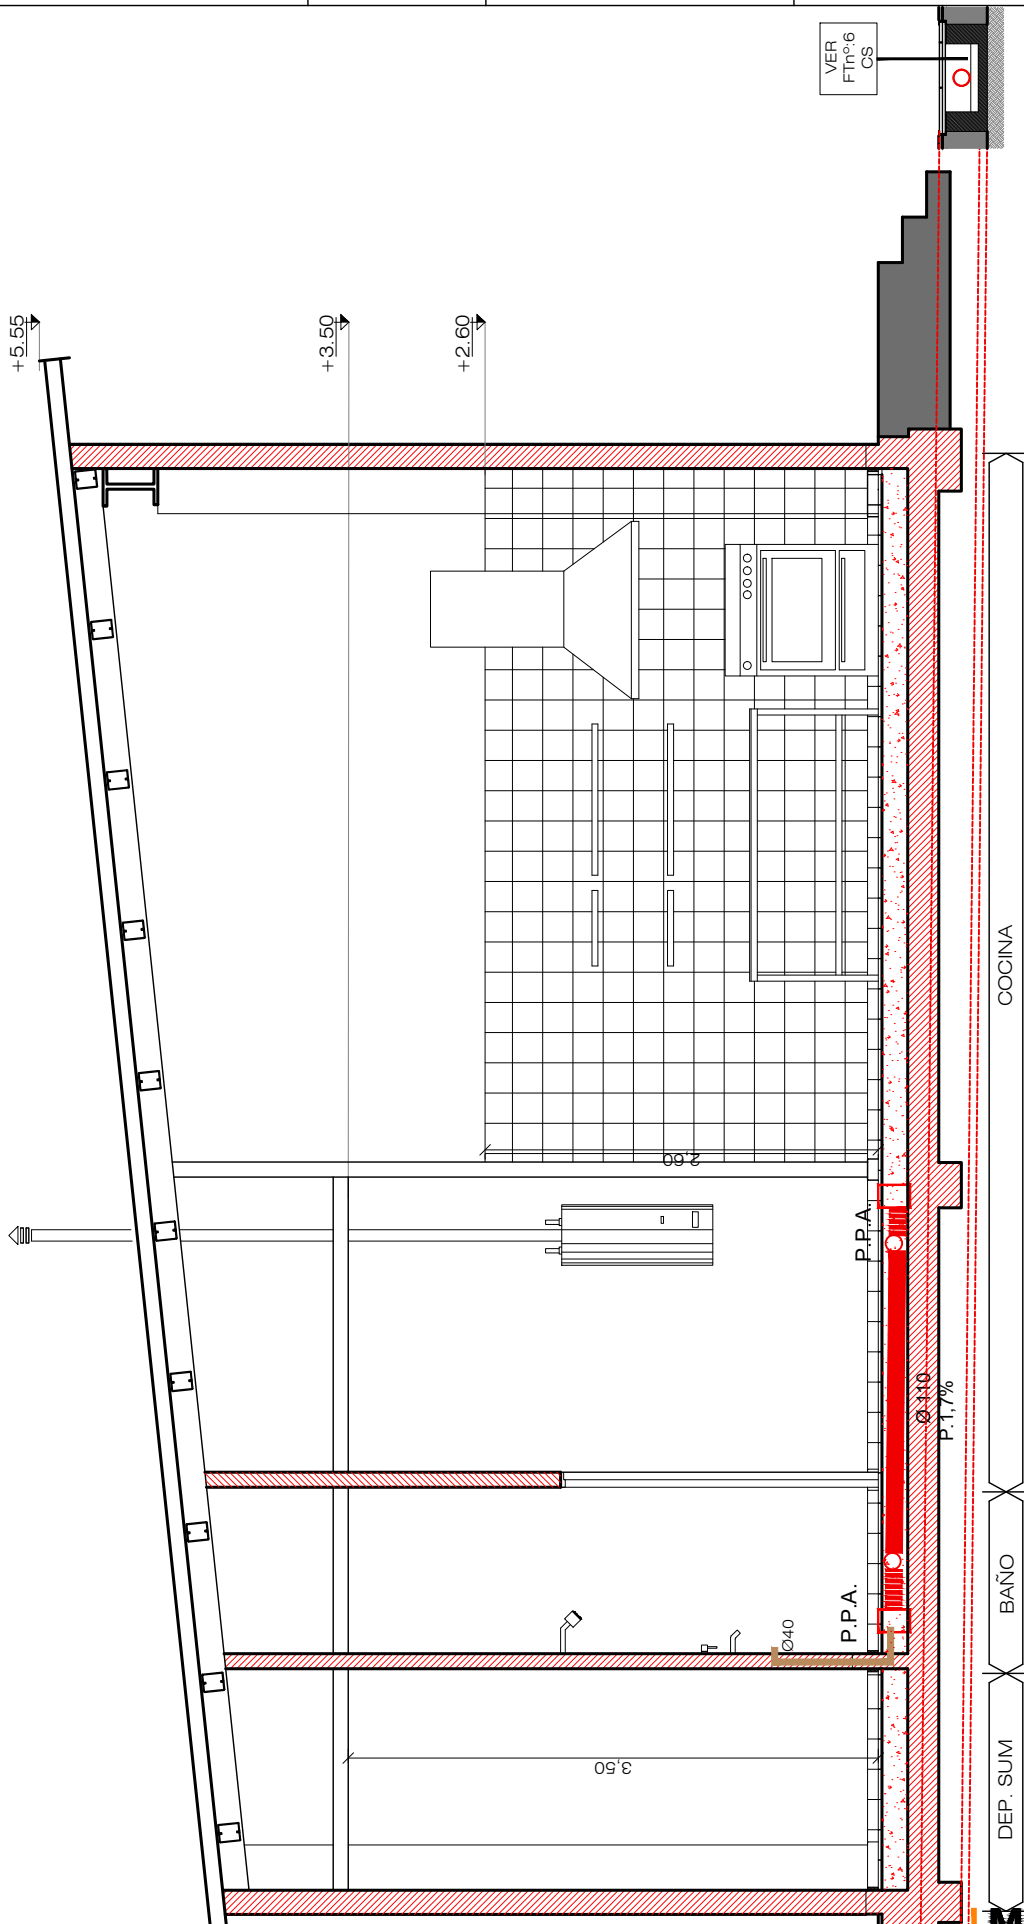 VER
FTnº:6
CS
+5.55
+3.50
+2.60
2,60
P.P.A.
Ø 110
P.1,7%
P.P.A.
Ø40
3,50
COCINA
BAÑO
DEP. SUM